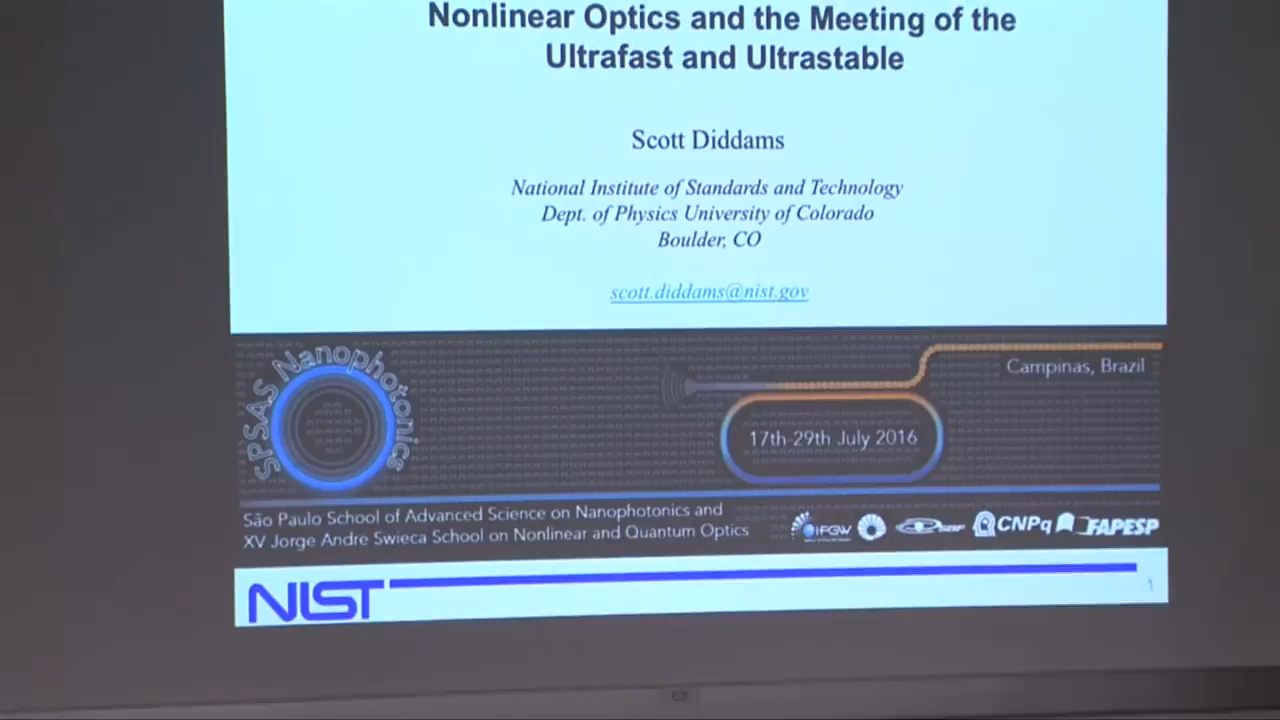 Nonlinear Optics and the Meeting of the
Ultrafast and Ultrastable
Scott Diddams
National Institute of Standards and Technology
Dept. of Physics University of Colorado
Boulder, CO
scott.diddams@nist.gov
SPSAS Nanophotonics
Campinas, Brazil
17th-29th July 2016
São Paulo School of Advanced Science on Nanophotonics and
XV Jorge Andre Swieca School on Nonlinear and Quantum Optics
IFGW
CNPq
FAPESP
NIST
1